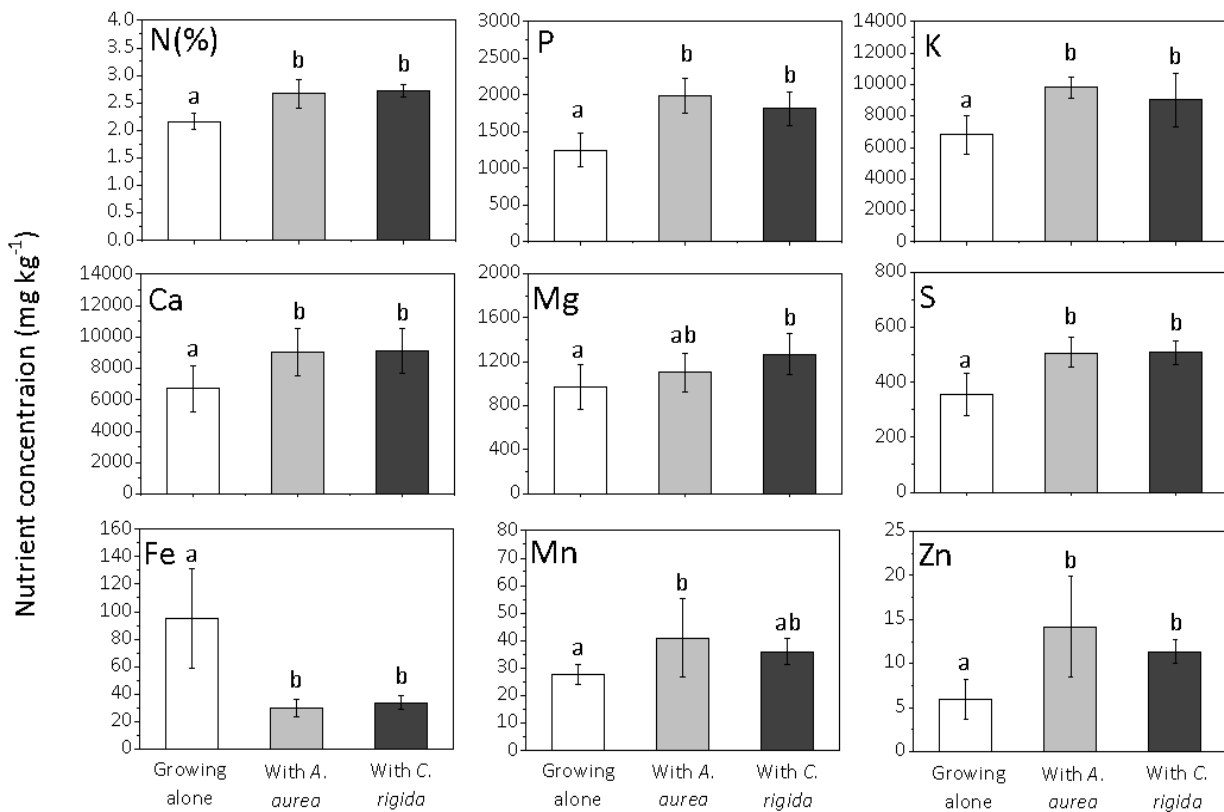 Nutrient concentraion (mg kg-1)
N(%)
4.0
3.5
3.0
2.5
2.0
1.5
1.0
0.5
0.0
a
b
b
P
3000
2500
2000
1750
1500
1000
750
500
250
0
a
b
b
K
14000
12000
10000
8000
6000
4000
2000
0
a
b
b
Ca
14000
12000
10000
8000
6000
4000
2000
0
a
b
b
Mg
2000
1600
1200
800
400
0
a
ab
b
S
800
600
400
200
0
a
b
b
Fe
160
140
120
100
80
60
40
20
0
a
b
b
Mn
80
70
60
50
40
30
20
10
0
a
b
ab
Zn
25
20
15
10
5
0
a
b
b
Growing
alone
With A.
aurea
With C.
rigida
Growing
alone
With A.
aurea
With C.
rigida
Growing
alone
With A.
aurea
With C.
rigida